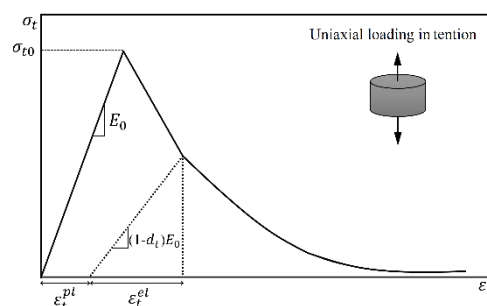 σₜ
Uniaxial loading in tention
σₜ₀
E₀
(1-dₜ)E₀
ε
εₜᵖˡ εₜᵉˡ